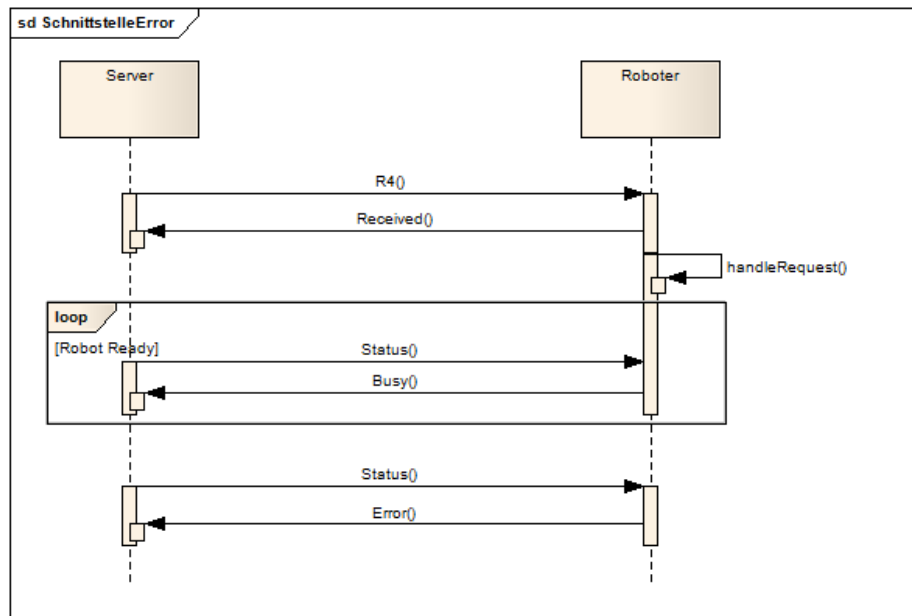 sd SchnittstelleError
Server
Roboter
R4()
Received()
handleRequest()
loop
[Robot Ready]
Status()
Busy()
Status()
Error()